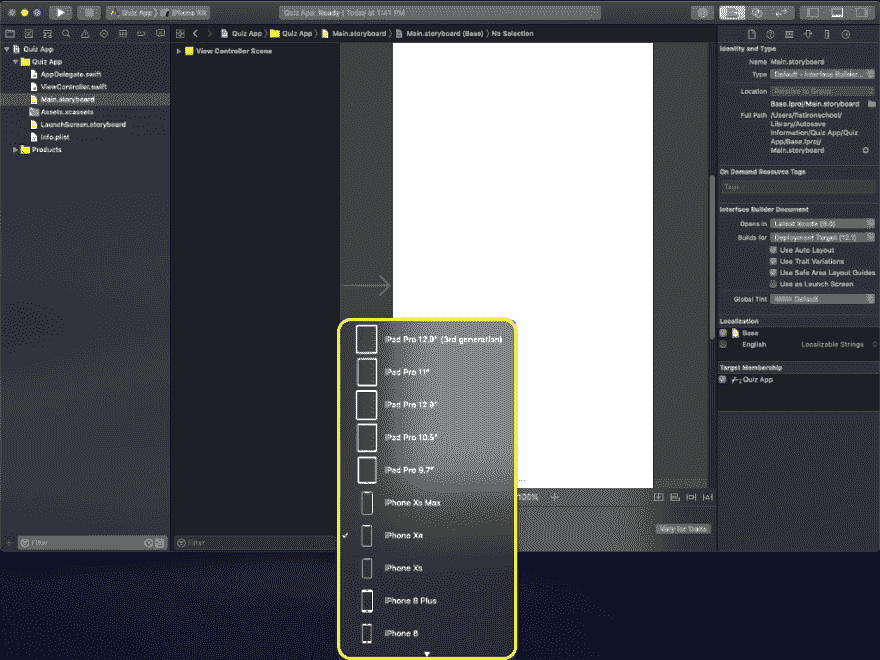 Quiz App iPhone XR
Quiz App: Ready | Today at 1:41 PM
Quiz App Quiz App Main.storyboard Main.storyboard (Base) No Selection
Quiz App
Quiz App
AppDelegate.swift
ViewController.swift
Main.storyboard
Assets.xcassets
LaunchScreen.storyboard
Info.plist
Products
Filter
View Controller Scene
Filter
iPad Pro 12.9" (3rd generation)
iPad Pro 11"
iPad Pro 12.9"
iPad Pro 10.5"
iPad Pro 9.7"
iPhone Xs Max
iPhone XR
iPhone Xs
iPhone 8 Plus
iPhone 8
100%
Vary for Traits
Identity and Type
Name Main.storyboard
Type Default - Interface Builder...
Location Relative to Group
Base.lproj/Main.storyboard
Full Path /Users/flatironschool/
Library/Autosave
Information/Quiz App/Quiz
App/Base.lproj/
Main.storyboard
On Demand Resource Tags
Tags
Interface Builder Document
Opens in Latest Xcode (9.0)
Builds for Deployment Target (12.1)
Use Auto Layout
Use Trait Variations
Use Safe Area Layout Guides
Use as Launch Screen
Global Tint Default
Localization
Base
English Localizable Strings
Target Membership
Quiz App